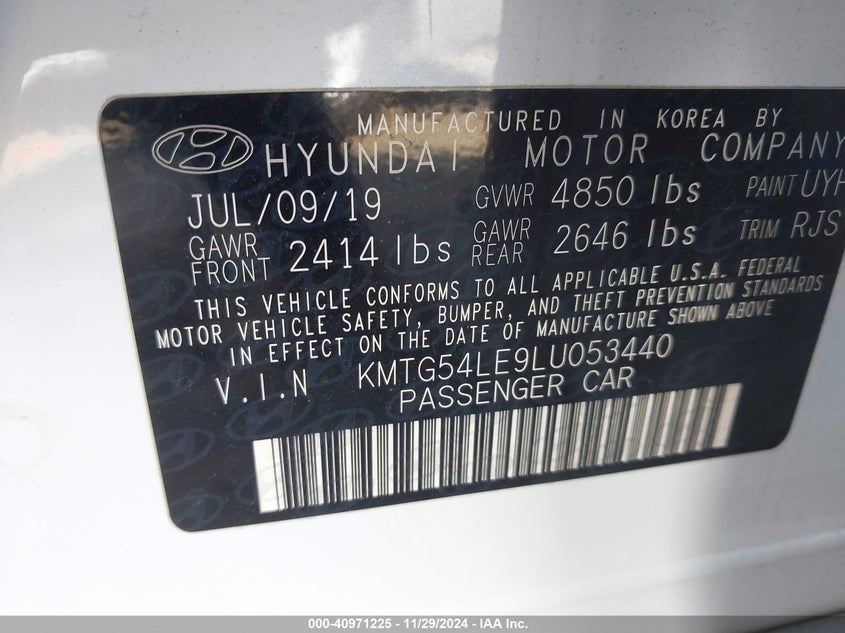 MANUFACTURED IN KOREA BY
HYUNDAI MOTOR COMPANY
JUL/09/19 GVWR 4850 lbs PAINT UYH
GAWR FRONT 2414 lbs GAWR REAR 2646 lbs TRIM RJS
THIS VEHICLE CONFORMS TO ALL APPLICABLE U.S.A. FEDERAL
MOTOR VEHICLE SAFETY, BUMPER, AND THEFT PREVENTION STANDARDS
IN EFFECT ON THE DATE OF MANUFACTURE SHOWN ABOVE
V.I.N KMTG54LE9LU053440
PASSENGER CAR
000-40971225 - 11/29/2024 - IAA Inc.